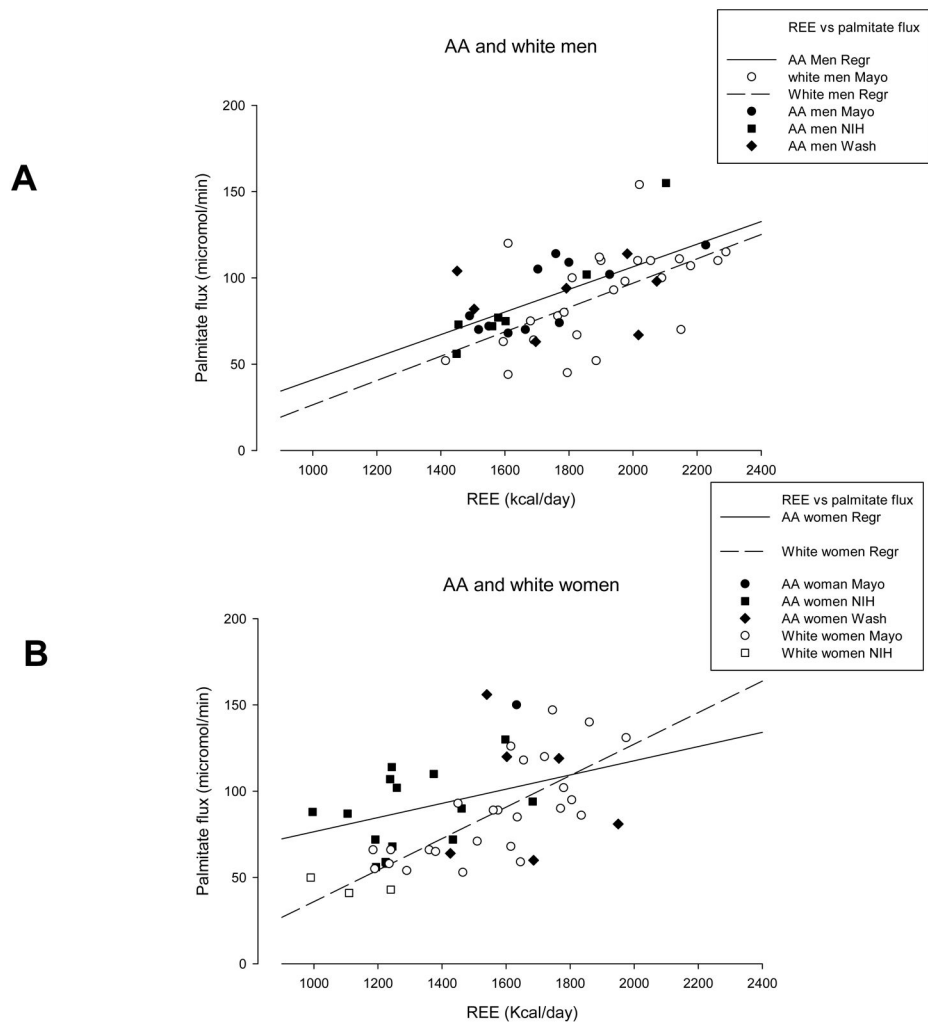 REE vs palmitate flux
AA and white men
AA Men Regr
white men Mayo
White men Regr
AA men Mayo
AA men NIH
AA men Wash
A
Palmitate flux (micromol/min)
200
150
100
50
0
1000 1200 1400 1600 1800 2000 2200 2400
REE (kcal/day)
REE vs palmitate flux
AA women Regr
White women Regr
AA and white women
AA woman Mayo
AA women NIH
AA women Wash
White women Mayo
White women NIH
B
Palmitate flux (micromol/min)
200
150
100
50
0
1000 1200 1400 1600 1800 2000 2200 2400
REE (Kcal/day)